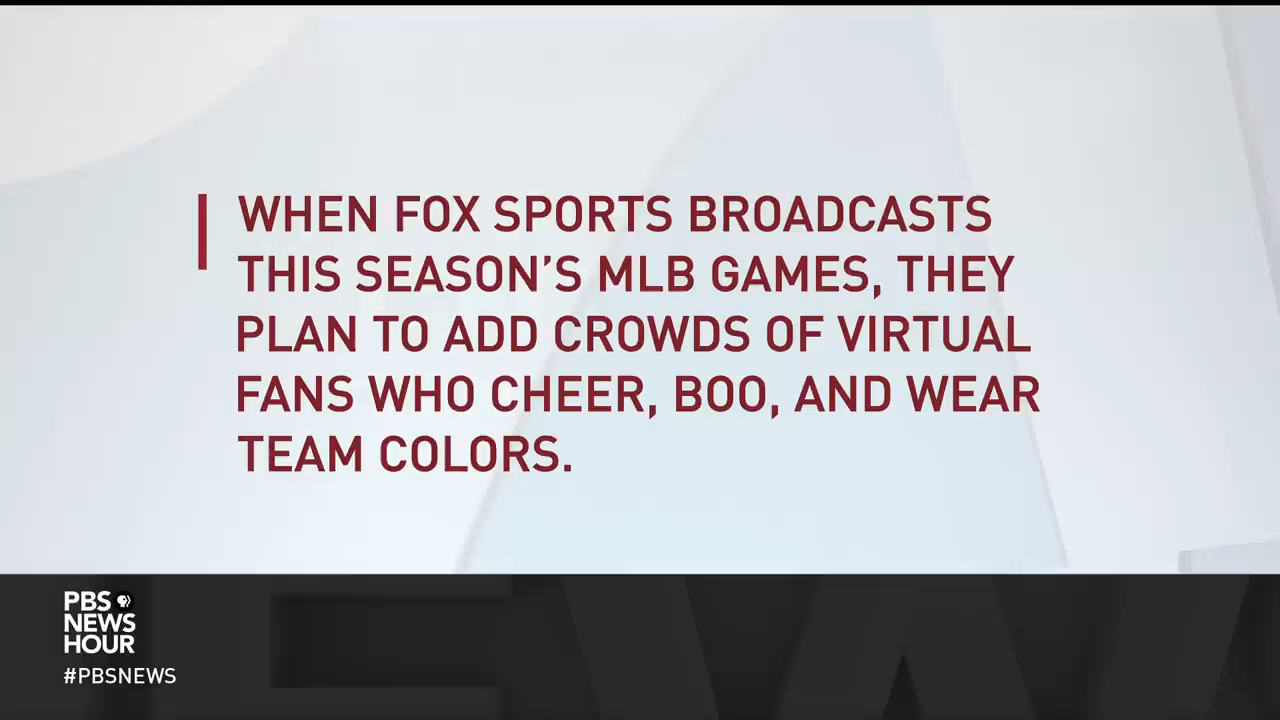 WHEN FOX SPORTS BROADCASTS
THIS SEASON'S MLB GAMES, THEY
PLAN TO ADD CROWDS OF VIRTUAL
FANS WHO CHEER, BOO, AND WEAR
TEAM COLORS.
PBS
NEWS
HOUR
#PBSNEWS